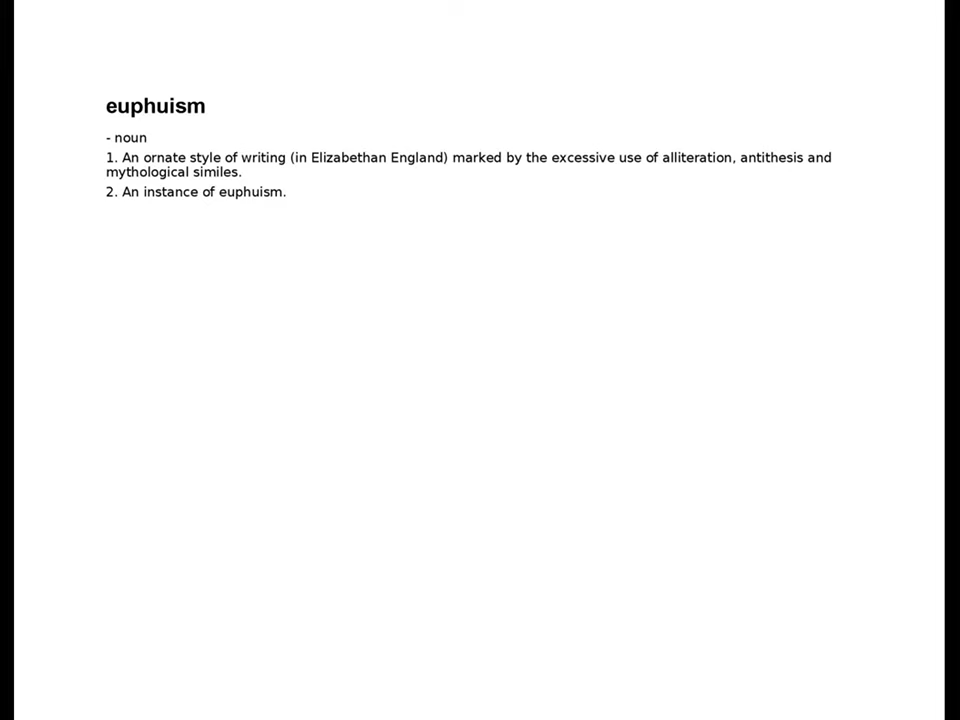 euphuism
- noun
1. An ornate style of writing (in Elizabethan England) marked by the excessive use of alliteration, antithesis and
mythological similes.
2. An instance of euphuism.